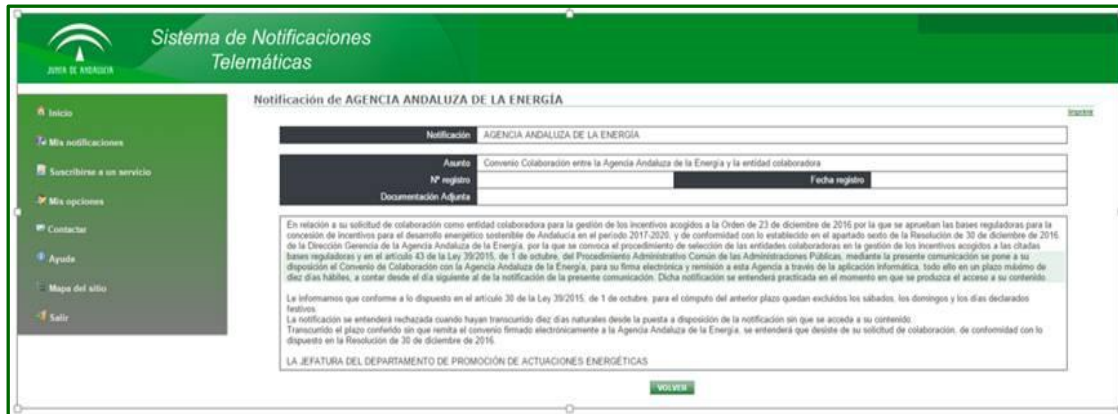 Sistema de Notificaciones
Telemáticas
JUNTA DE ANDALUCIA
Inicio
Mis notificaciones
Suscribirse a un servicio
Mis opciones
Contactar
Ayuda
Mapa del sitio
Salir
Notificación de AGENCIA ANDALUZA DE LA ENERGÍA
Imprimir
Notificación AGENCIA ANDALUZA DE LA ENERGÍA
Asunto Convenio Colaboración entre la Agencia Andaluza de la Energía y la entidad colaboradora
Nº registro Fecha registro
Documentación Adjunta
En relación a su solicitud de colaboración como entidad colaboradora para la gestión de los incentivos acogidos a la Orden de 23 de diciembre de 2016 por la que se aprueban las bases reguladoras para la
concesión de incentivos para el desarrollo energético sostenible de Andalucía en el período 2017-2020, y de conformidad con lo establecido en el apartado sexto de la Resolución de 30 de diciembre de 2016
de la Dirección Gerencia de la Agencia Andaluza de la Energía, por la que se convoca el procedimiento de selección de las entidades colaboradoras en la gestión de los incentivos acogidos a las citadas
bases reguladoras y en el artículo 43 de la Ley 39/2015, de 1 de octubre, del Procedimiento Administrativo Común de las Administraciones Públicas, mediante la presente comunicación se pone a su
disposición el Convenio de Colaboración con la Agencia Andaluza de la Energía, para su firma electrónica y remisión a esta Agencia a través de la aplicación informática, todo ello en un plazo máximo de
diez días hábiles, a contar desde el día siguiente al de la notificación de la presente comunicación. Dicha notificación se entenderá practicada en el momento en que se produzca el acceso a su contenido.
Le informamos que conforme a lo dispuesto en el artículo 30 de la Ley 39/2015, de 1 de octubre, para el cómputo del anterior plazo quedan excluidos los sábados, los domingos y los días declarados
festivos.
La notificación se entenderá rechazada cuando hayan transcurrido diez días naturales desde la puesta a disposición de la notificación sin que se acceda a su contenido.
Transcurrido el plazo conferido sin que remita el convenio firmado electrónicamente a la Agencia Andaluza de la Energía, se entenderá que desiste de su solicitud de colaboración, de conformidad con lo
dispuesto en la Resolución de 30 de diciembre de 2016.
LA JEFATURA DEL DEPARTAMENTO DE PROMOCIÓN DE ACTUACIONES ENERGÉTICAS
VOLVER